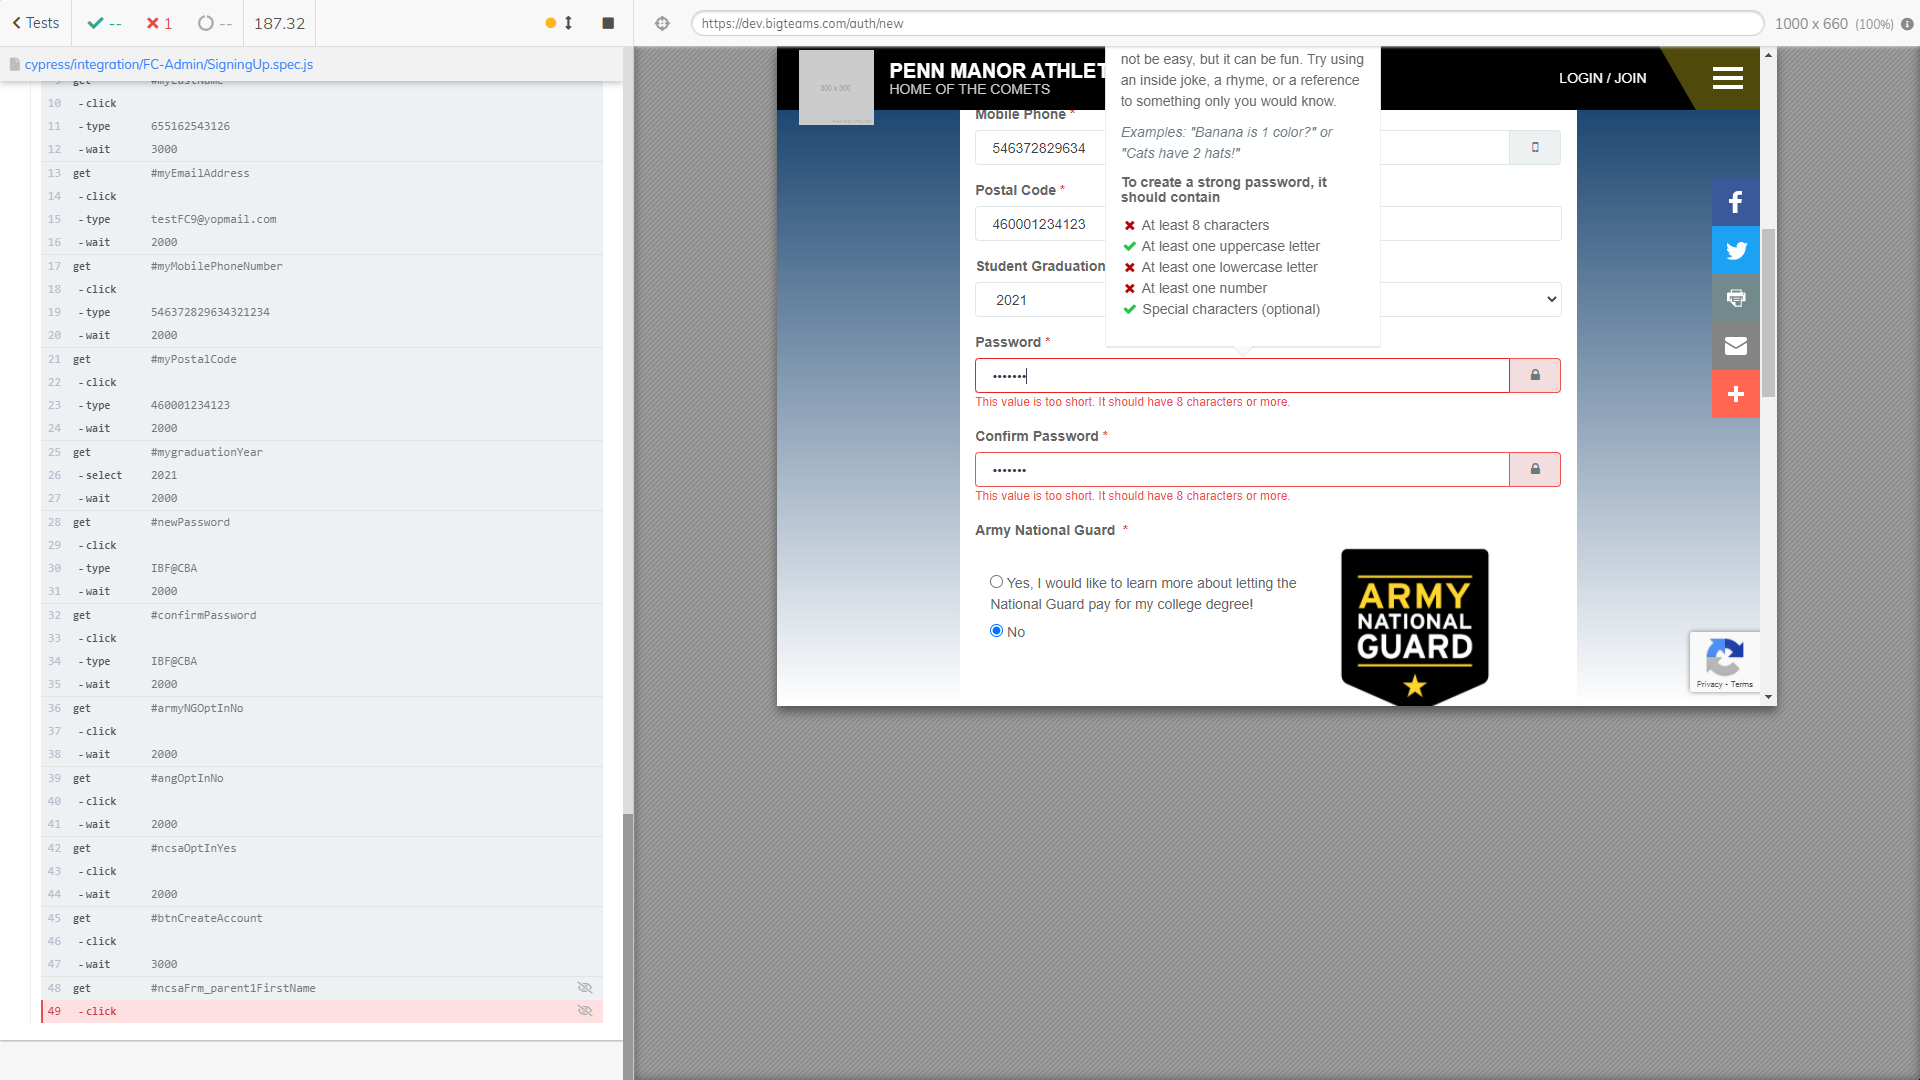 Tests
--
1
--
187.32
cypress/integration/FC-Admin/SigningUp.spec.js
9 get #myLastName
10 -click
11 -type 655162543126
12 -wait 3000
13 get #myEmailAddress
14 -click
15 -type testFC9@yopmail.com
16 -wait 2000
17 get #myMobilePhoneNumber
18 -click
19 -type 546372829634321234
20 -wait 2000
21 get #myPostalCode
22 -click
23 -type 460001234123
24 -wait 2000
25 get #mygraduationYear
26 -select 2021
27 -wait 2000
28 get #newPassword
29 -click
30 -type IBF@CBA
31 -wait 2000
32 get #confirmPassword
33 -click
34 -type IBF@CBA
35 -wait 2000
36 get #armyNGOptInNo
37 -click
38 -wait 2000
39 get #angOptInNo
40 -click
41 -wait 2000
42 get #ncsaOptInYes
43 -click
44 -wait 2000
45 get #btnCreateAccount
46 -click
47 -wait 3000
48 get #ncsaFrm_parent1FirstName
49 -click
https://dev.bigteams.com/auth/new
1000 x 660 (100%)
300 x 300
PENN MANOR ATHLET
HOME OF THE COMETS
LOGIN / JOIN
not be easy, but it can be fun. Try using
an inside joke, a rhyme, or a reference
to something only you would know.
Examples: "Banana is 1 color?" or
"Cats have 2 hats!"
To create a strong password, it
should contain
At least 8 characters
At least one uppercase letter
At least one lowercase letter
At least one number
Special characters (optional)
Mobile Phone *
546372829634
Postal Code *
460001234123
Student Graduation
2021
Password *
•••••••
This value is too short. It should have 8 characters or more.
Confirm Password *
•••••••
This value is too short. It should have 8 characters or more.
Army National Guard *
Yes, I would like to learn more about letting the
National Guard pay for my college degree!
No
ARMY
NATIONAL
GUARD
Privacy - Terms